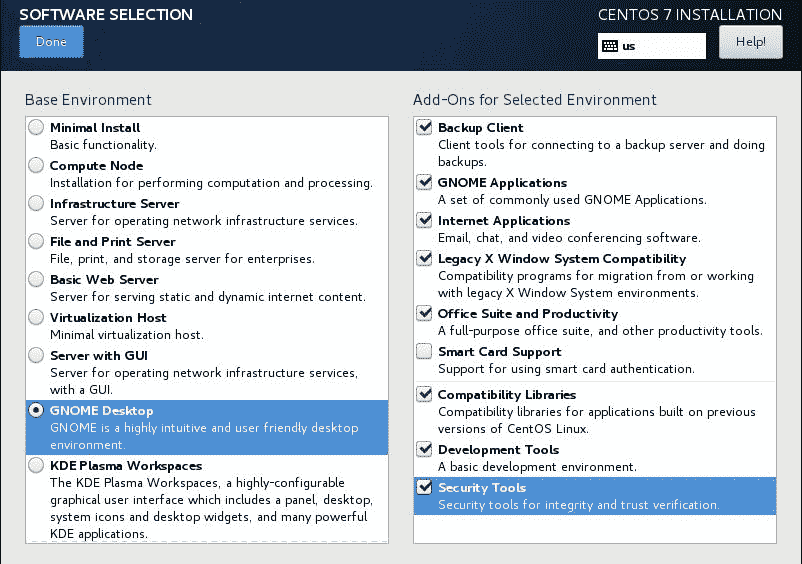 SOFTWARE SELECTION
CENTOS 7 INSTALLATION
Done
us
Help!
Base Environment
Minimal Install
Basic functionality.
Compute Node
Installation for performing computation and processing.
Infrastructure Server
Server for operating network infrastructure services.
File and Print Server
File, print, and storage server for enterprises.
Basic Web Server
Server for serving static and dynamic internet content.
Virtualization Host
Minimal virtualization host.
Server with GUI
Server for operating network infrastructure services,
with a GUI.
GNOME Desktop
GNOME is a highly intuitive and user friendly desktop
environment.
KDE Plasma Workspaces
The KDE Plasma Workspaces, a highly-configurable
graphical user interface which includes a panel, desktop,
system icons and desktop widgets, and many powerful
KDE applications.
Add-Ons for Selected Environment
Backup Client
Client tools for connecting to a backup server and doing
backups.
GNOME Applications
A set of commonly used GNOME Applications.
Internet Applications
Email, chat, and video conferencing software.
Legacy X Window System Compatibility
Compatibility programs for migration from or working
with legacy X Window System environments.
Office Suite and Productivity
A full-purpose office suite, and other productivity tools.
Smart Card Support
Support for using smart card authentication.
Compatibility Libraries
Compatibility libraries for applications built on previous
versions of CentOS Linux.
Development Tools
A basic development environment.
Security Tools
Security tools for integrity and trust verification.